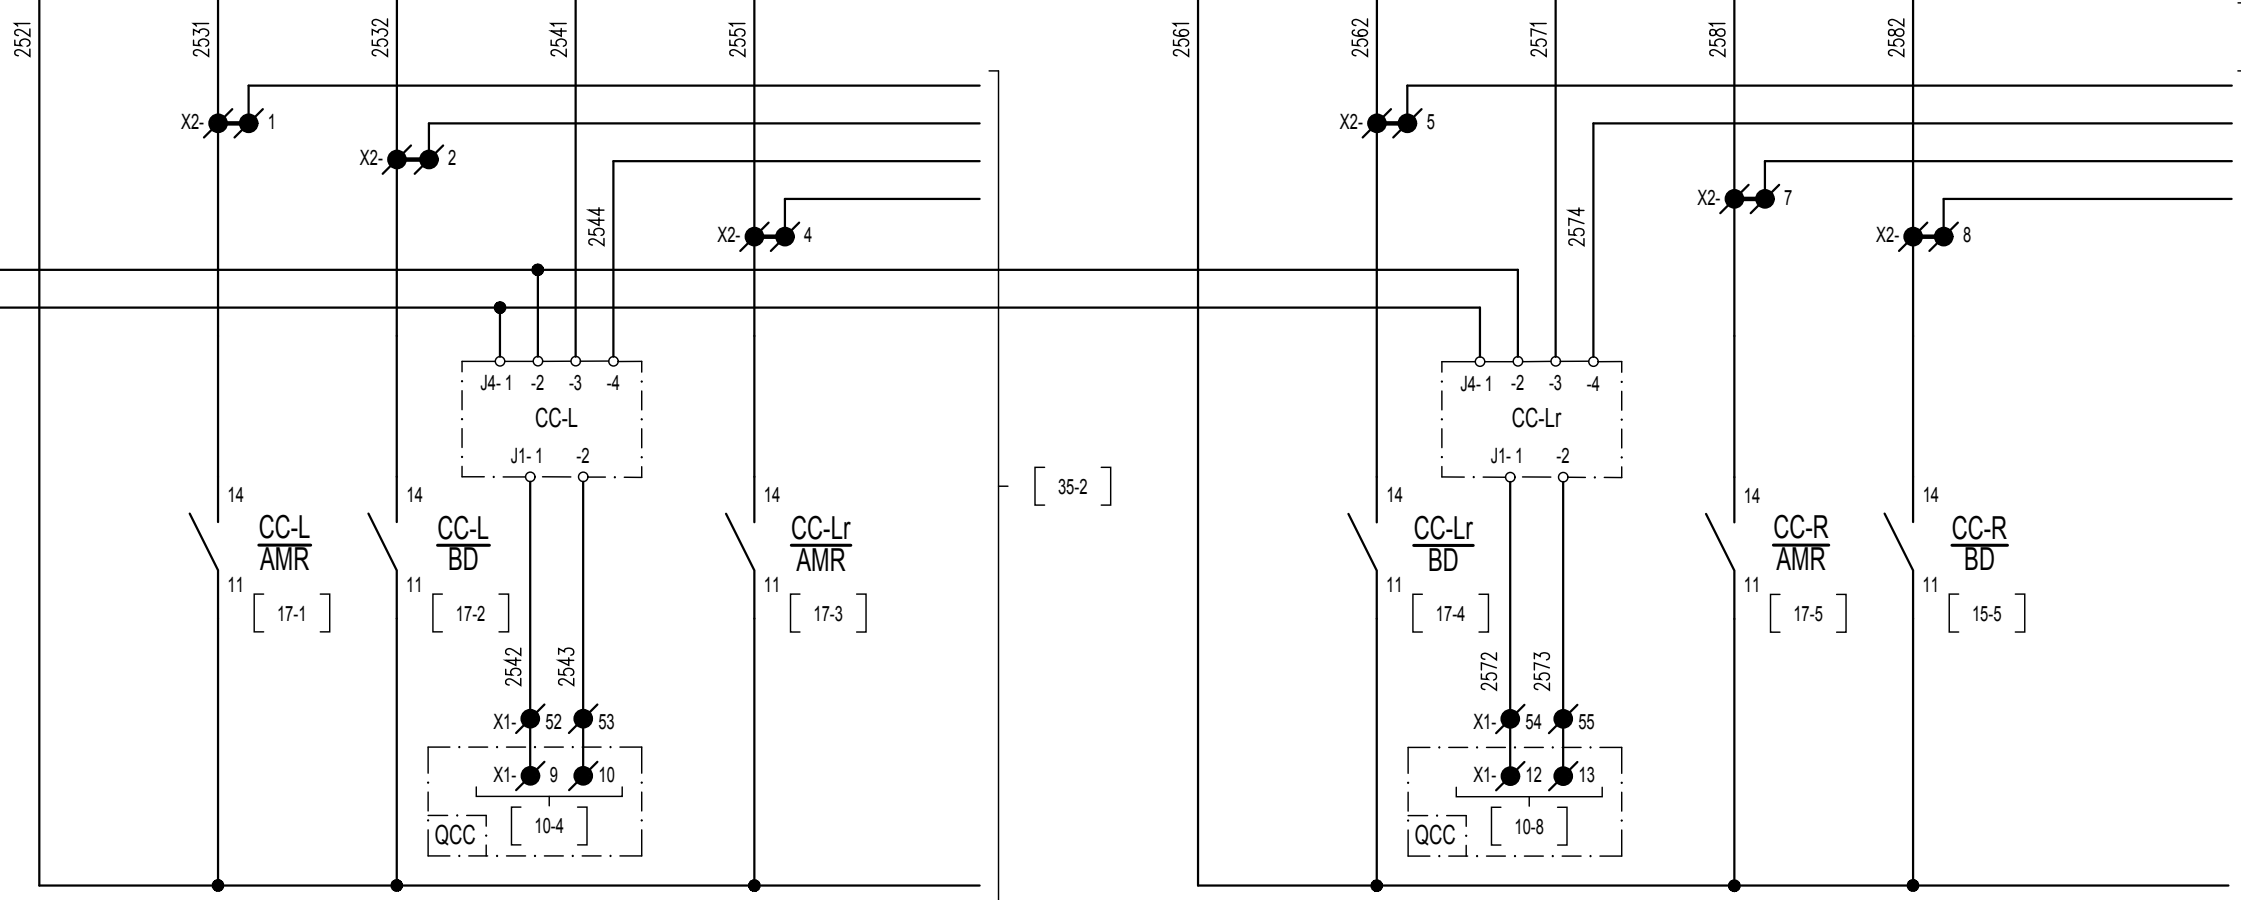 2521
2531
2532
2541
2551
2561
2562
2571
2581
2582
X2- 1
X2- 5
X2- 2
X2- 7
2544
2574
X2- 4
X2- 8
J4- 1 -2 -3 -4
CC-L
J1- 1 -2
J4- 1 -2 -3 -4
CC-Lr
J1- 1 -2
35-2
14
CC-L
AMR
11
17-1
14
CC-L
BD
11
17-2
14
CC-Lr
AMR
11
17-3
14
CC-Lr
BD
11
17-4
14
CC-R
AMR
11
17-5
14
CC-R
BD
11
15-5
2542
2543
X1- 52 53
X1- 9 10
10-4
QCC
2572
2573
X1- 54 55
X1- 12 13
10-8
QCC